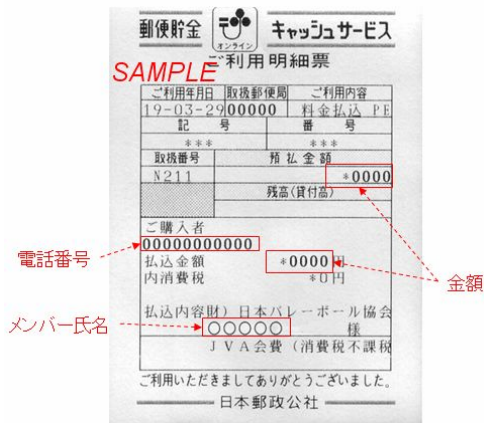 郵便貯金 オンライン キャッシュサービス
ご利用明細票
SAMPLE
ご利用年月日 取扱郵便局 ご利用内容
19-03-29 00000 料金払込 PE
記 号 番 号
*** ***
取扱番号 預払金額
N211 *0000
残高(貸付高)
ご購入者
00000000000
電話番号
払込金額 *0000円
内消費税 *0円
金額
払込内容財)日本バレーボール協会
メンバー氏名
○○○○○ 様
JVA会費(消費税不課税
ご利用いただきましてありがとうございました。
日本郵政公社